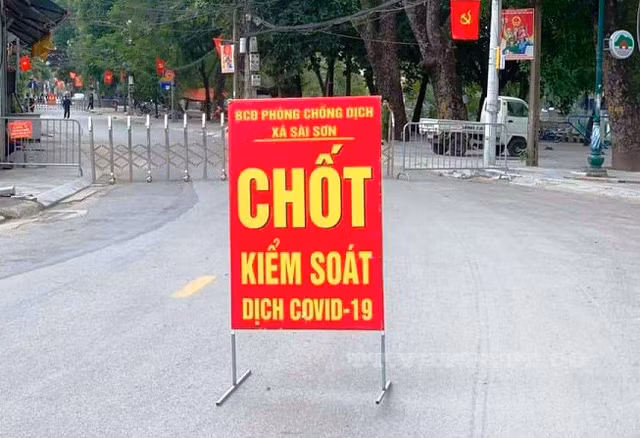 BCĐ PHÒNG CHỐNG DỊCH
XÃ SÀI SƠN
CHỐT
KIỂM SOÁT
DỊCH COVID-19